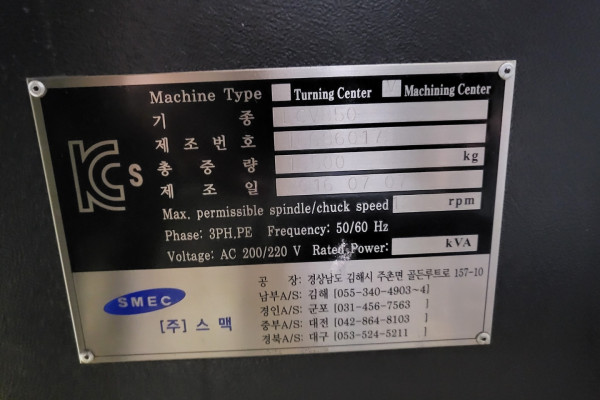 Machine Type Turning Center Machining Center
기 종
제 조 번 호
총 중 량 kg
제 조 일
Max. permissible spindle/chuck speed rpm
Phase: 3PH,PE Frequency: 50/60 Hz
Voltage: AC 200/220 V Rated Power: kVA
KCs
SMEC
[주] 스 맥
공 장: 경상남도 김해시 주촌면 골든루트로 157-10
남부A/S: 김해 [055-340-4903~4]
경인A/S: 군포 [031-456-7563 ]
중부A/S: 대전 [042-864-8103 ]
경북A/S: 대구 [053-524-5211 ]